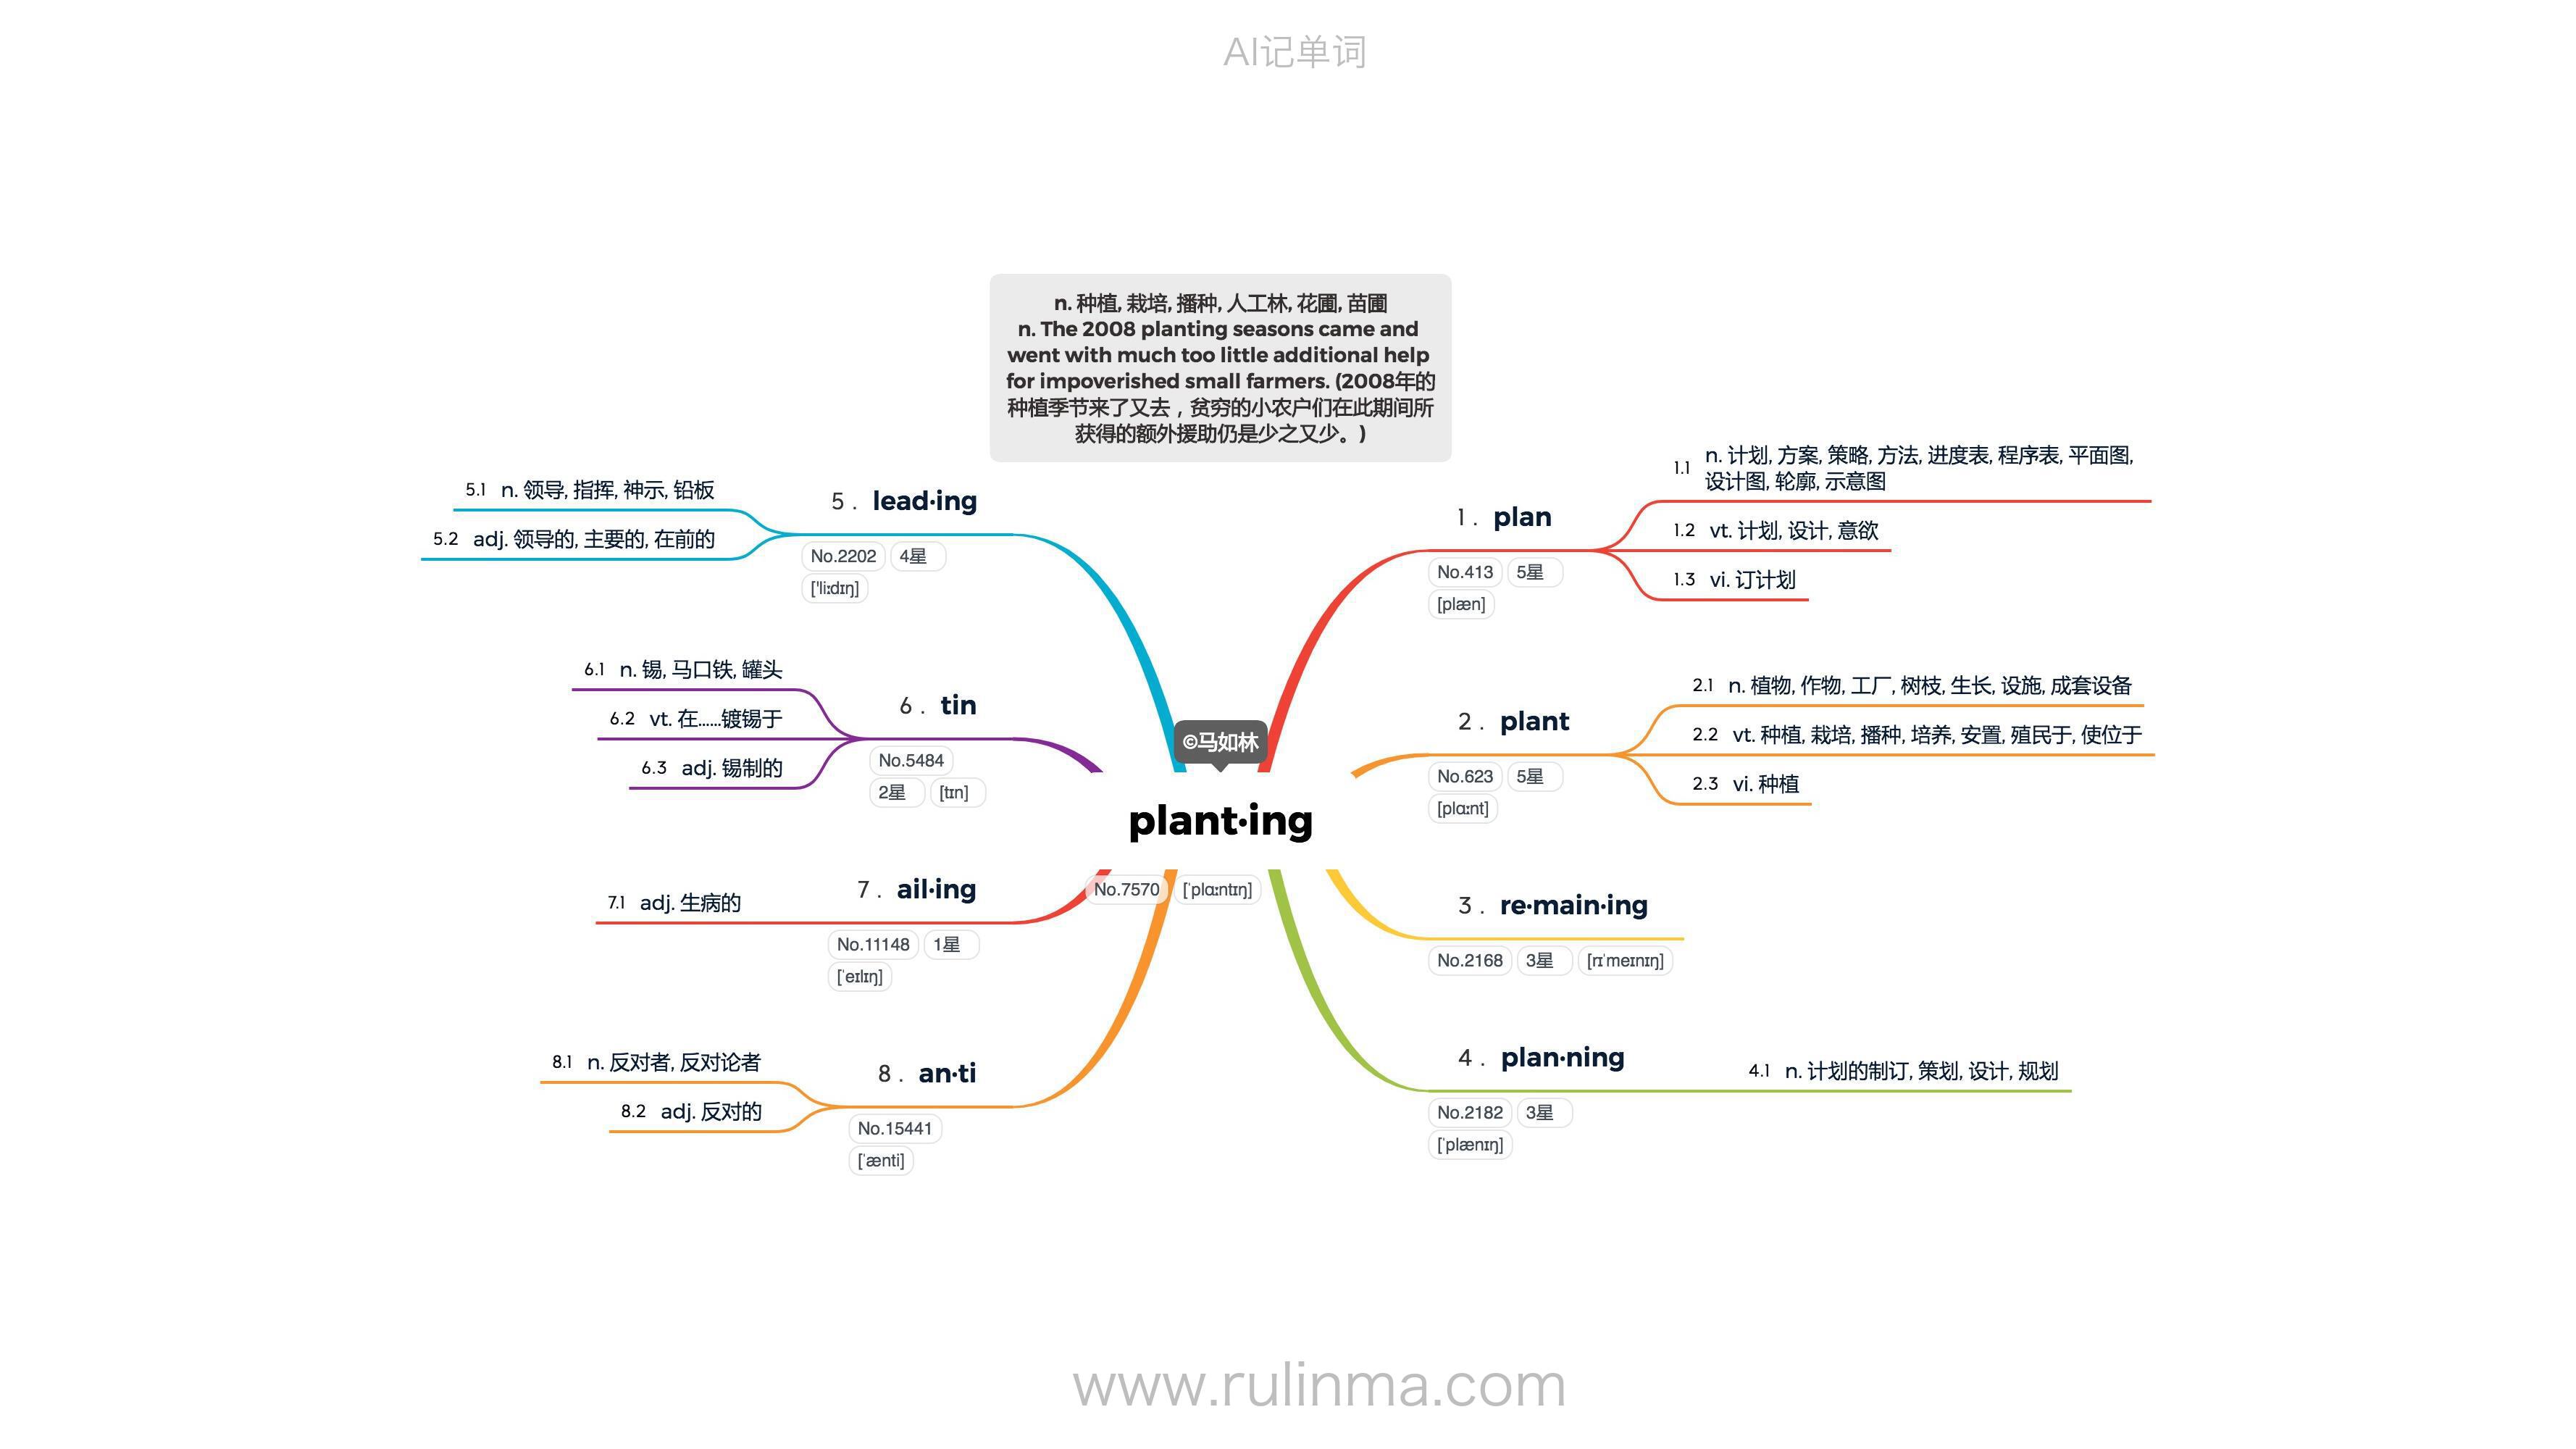 AI记单词
n. 种植, 栽培, 播种, 人工林, 花圃, 苗圃
n. The 2008 planting seasons came and
went with much too little additional help
for impoverished small farmers. (2008年的
种植季节来了又去，贫穷的小农户们在此期间所
获得的额外援助仍是少之又少。)
©马如林
plant·ing
No.7570 [ˈplɑːntɪŋ]
1. plan
No.413 5星
[plæn]
1.1 n. 计划, 方案, 策略, 方法, 进度表, 程序表, 平面图,
设计图, 轮廓, 示意图
1.2 vt. 计划, 设计, 意欲
1.3 vi. 订计划
2. plant
No.623 5星
[plɑːnt]
2.1 n. 植物, 作物, 工厂, 树枝, 生长, 设施, 成套设备
2.2 vt. 种植, 栽培, 播种, 培养, 安置, 殖民于, 使位于
2.3 vi. 种植
3. re·main·ing
No.2168 3星 [rɪˈmeɪnɪŋ]
4. plan·ning
No.2182 3星
[ˈplænɪŋ]
4.1 n. 计划的制订, 策划, 设计, 规划
5. lead·ing
No.2202 4星
['liːdɪŋ]
5.1 n. 领导, 指挥, 神示, 铅板
5.2 adj. 领导的, 主要的, 在前的
6. tin
No.5484
2星 [tɪn]
6.1 n. 锡, 马口铁, 罐头
6.2 vt. 在……镀锡于
6.3 adj. 锡制的
7. ail·ing
No.11148 1星
[ˈeɪlɪŋ]
7.1 adj. 生病的
8. an·ti
No.15441
[ˈænti]
8.1 n. 反对者, 反对论者
8.2 adj. 反对的
www.rulinma.com